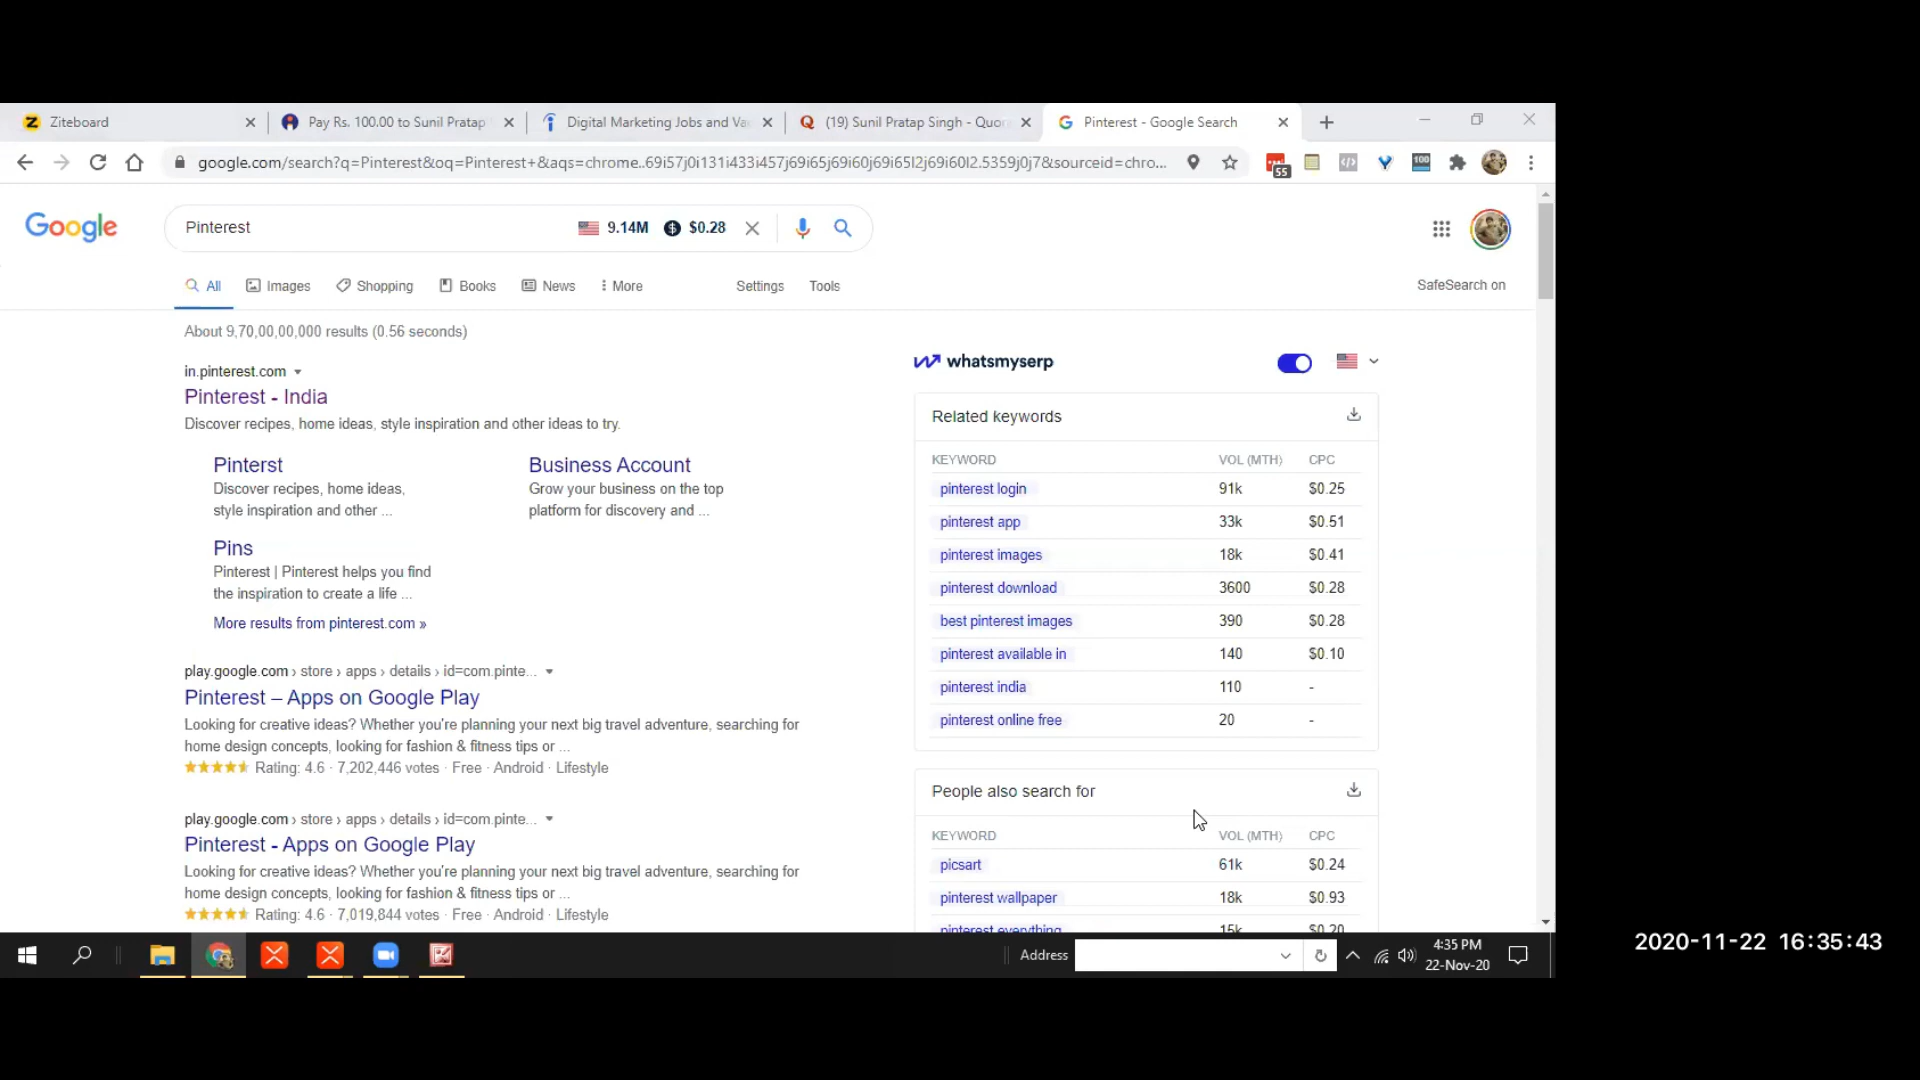 Ziteboard
Pay Rs. 100.00 to Sunil Pratap
Digital Marketing Jobs and Va
(19) Sunil Pratap Singh - Quo
Pinterest - Google Search
google.com/search?q=Pinterest&oq=Pinterest+&aqs=chrome..69i57j0i131i433i457j69i65j69i60j69i65l2j69i60l2.5359j0j7&sourceid=chro...
55
100
Google
Pinterest
9.14M $0.28
All Images Shopping Books News More Settings Tools
SafeSearch on
About 9,70,00,00,000 results (0.56 seconds)
in.pinterest.com
Pinterest - India
Discover recipes, home ideas, style inspiration and other ideas to try.
Pinterst
Discover recipes, home ideas,
style inspiration and other ...
Business Account
Grow your business on the top
platform for discovery and ...
Pins
Pinterest | Pinterest helps you find
the inspiration to create a life ...
More results from pinterest.com »
play.google.com › store › apps › details › id=com.pinte...
Pinterest – Apps on Google Play
Looking for creative ideas? Whether you're planning your next big travel adventure, searching for
home design concepts, looking for fashion & fitness tips or ...
Rating: 4.6 · 7,202,446 votes · Free · Android · Lifestyle
play.google.com › store › apps › details › id=com.pinte...
Pinterest - Apps on Google Play
Looking for creative ideas? Whether you're planning your next big travel adventure, searching for
home design concepts, looking for fashion & fitness tips or ...
Rating: 4.6 · 7,019,844 votes · Free · Android · Lifestyle
whatsmyserp
Related keywords
KEYWORD VOL (MTH) CPC
pinterest login 91k $0.25
pinterest app 33k $0.51
pinterest images 18k $0.41
pinterest download 3600 $0.28
best pinterest images 390 $0.28
pinterest available in 140 $0.10
pinterest india 110 -
pinterest online free 20 -
People also search for
KEYWORD VOL (MTH) CPC
picsart 61k $0.24
pinterest wallpaper 18k $0.93
pinterest everything 15k $0.20
Address
4:35 PM
22-Nov-20
2020-11-22 16:35:43